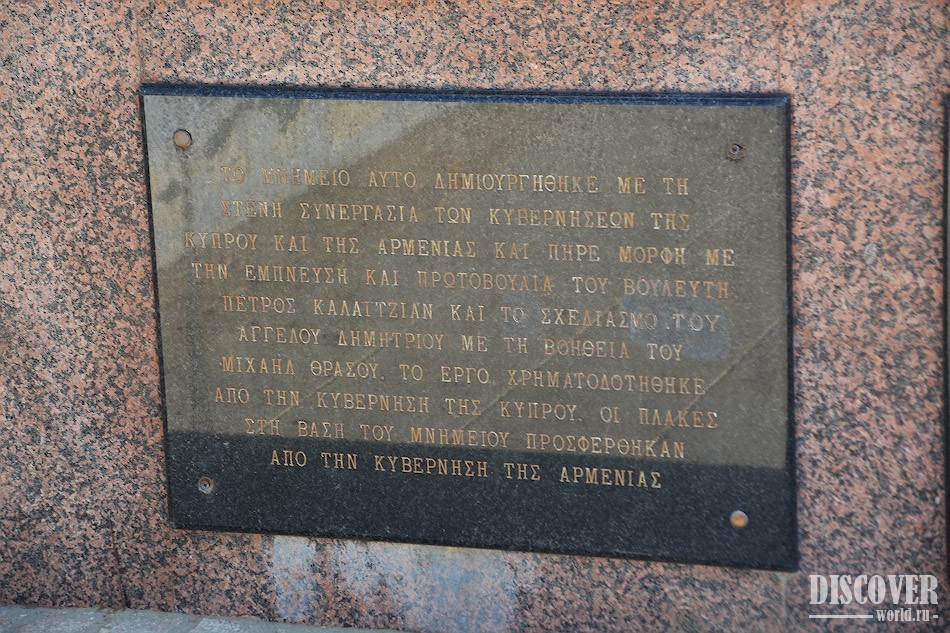 ΤΟ ΜΝΗΜΕΙΟ ΑΥΤΟ ΔΗΜΙΟΥΡΓΗΘΗΚΕ ΜΕ ΤΗ
ΣΤΕΝΗ ΣΥΝΕΡΓΑΣΙΑ ΤΩΝ ΚΥΒΕΡΝΗΣΕΩΝ ΤΗΣ
ΚΥΠΡΟΥ ΚΑΙ ΤΗΣ ΑΡΜΕΝΙΑΣ ΚΑΙ ΠΗΡΕ ΜΟΡΦΗ ΜΕ
ΤΗΝ ΕΜΠΝΕΥΣΗ ΚΑΙ ΠΡΩΤΟΒΟΥΛΙΑ ΤΟΥ ΒΟΥΛΕΥΤΗ
ΠΕΤΡΟΣ ΚΑΛΑΙΤΖΙΑΝ ΚΑΙ ΤΟ ΣΧΕΔΙΑΣΜΟ ΤΟΥ
ΑΓΓΕΛΟΥ ΔΗΜΗΤΡΙΟΥ ΜΕ ΤΗ ΒΟΗΘΕΙΑ ΤΟΥ
ΜΙΧΑΗΛ ΘΡΑΣΟΥ. ΤΟ ΕΡΓΟ ΧΡΗΜΑΤΟΔΟΤΗΘΗΚΕ
ΑΠΟ ΤΗΝ ΚΥΒΕΡΝΗΣΗ ΤΗΣ ΚΥΠΡΟΥ. ΟΙ ΠΛΑΚΕΣ
ΣΤΗ ΒΑΣΗ ΤΟΥ ΜΝΗΜΕΙΟΥ ΠΡΟΣΦΕΡΘΗΚΑΝ
ΑΠΟ ΤΗΝ ΚΥΒΕΡΝΗΣΗ ΤΗΣ ΑΡΜΕΝΙΑΣ
DISCOVER
world.ru